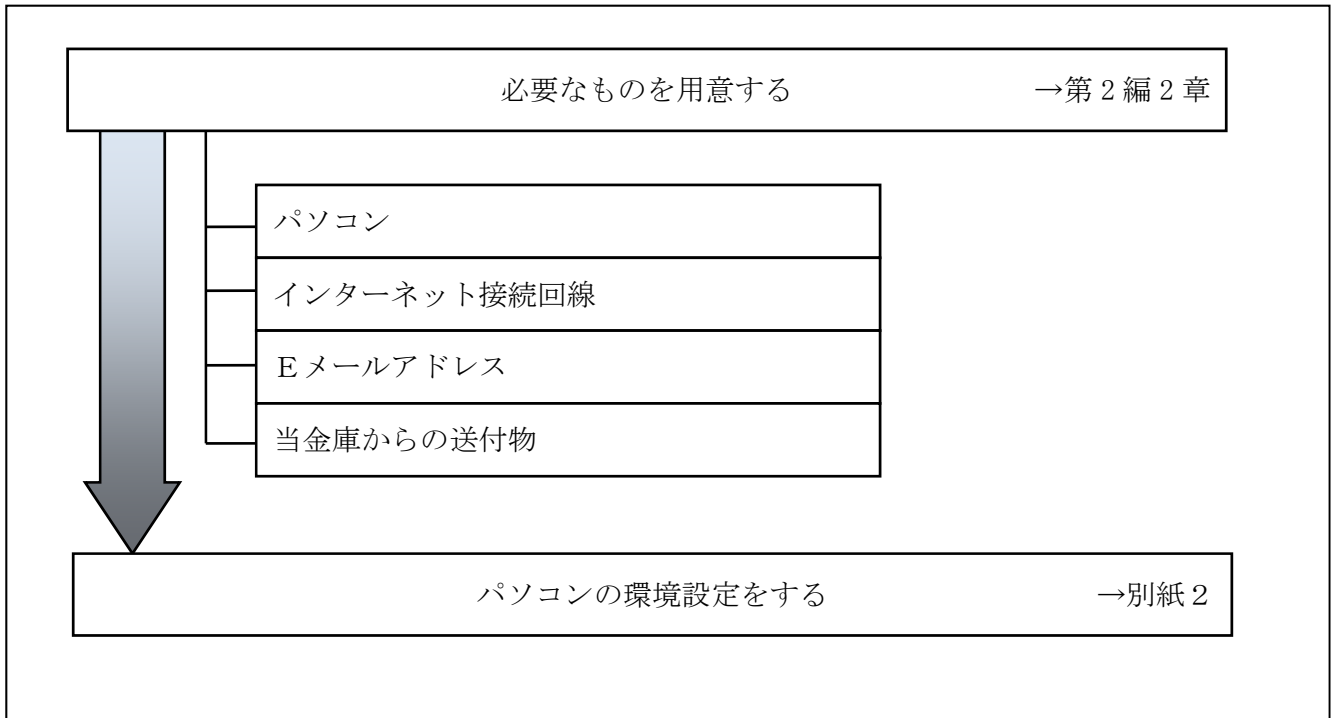 必要なものを用意する　→第２編２章
パソコン
インターネット接続回線
Ｅメールアドレス
当金庫からの送付物
パソコンの環境設定をする　→別紙２